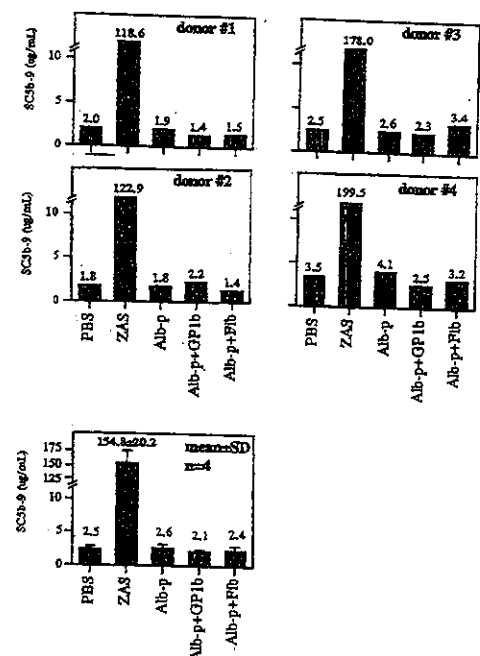 donor #1
118.6
SC5b-9 (ug/mL)
10
5
0
2.0
1.9
1.4
1.5
donor #3
178.0
2.5
2.6
2.3
3.4
donor #2
122.9
SC5b-9 (ug/mL)
10
5
0
1.8
1.8
2.2
1.4
PBS
ZAS
Alb-p
Alb-p+GP1b
Alb-p+Fib
donor #4
199.5
3.5
4.1
2.5
3.2
PBS
ZAS
Alb-p
Alb-p+GP1b
Alb-p+Fib
154.8±20.2
mean±SD
n=4
SC5b-9 (ug/mL)
175
150
125
10
5
0
2.5
2.6
2.1
2.4
PBS
ZAS
Alb-p
Alb-p+GP1b
Alb-p+Fib